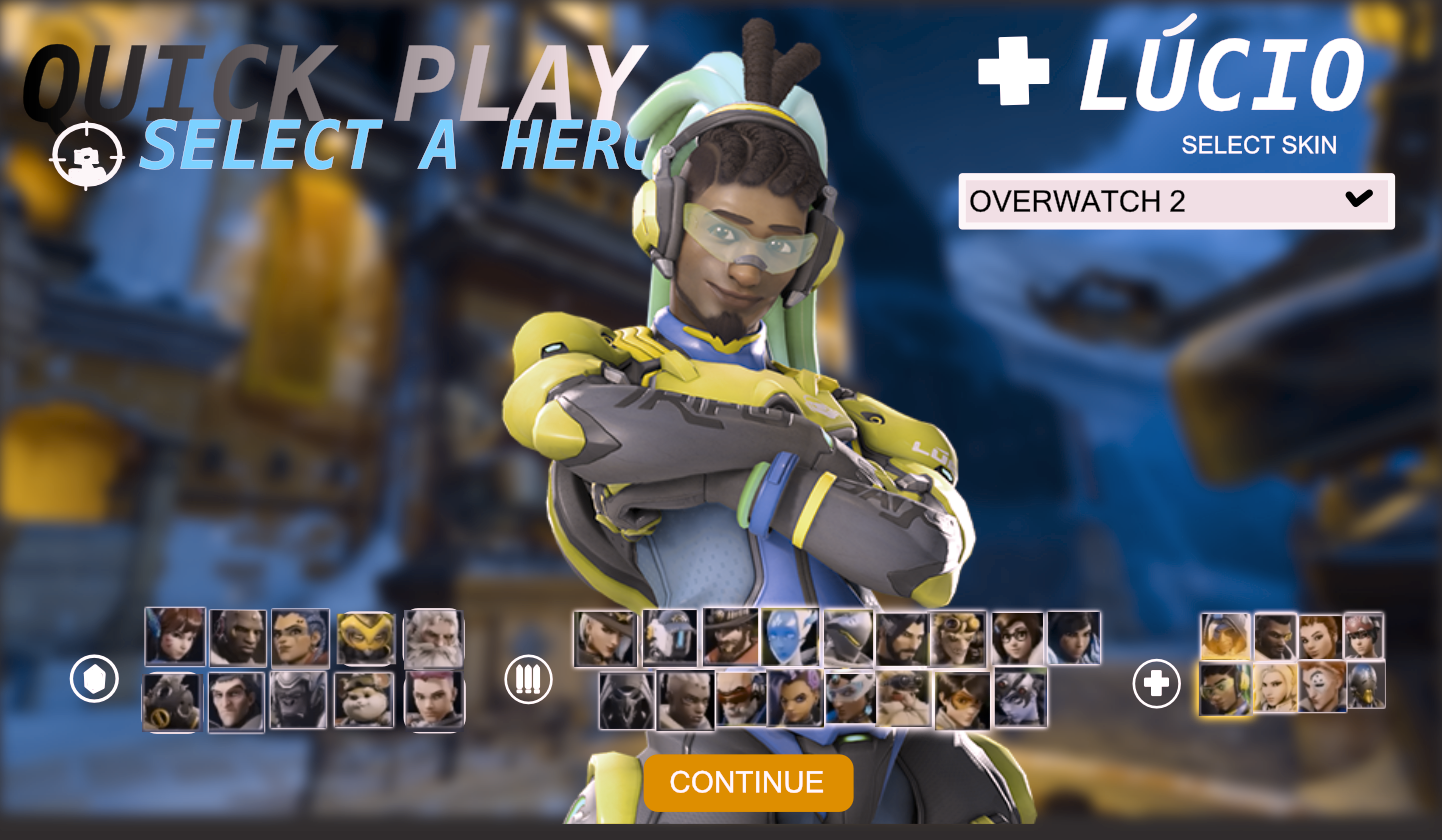 QUICK PLAY
SELECT A HERO
LÚCIO
SELECT SKIN
OVERWATCH 2
CONTINUE